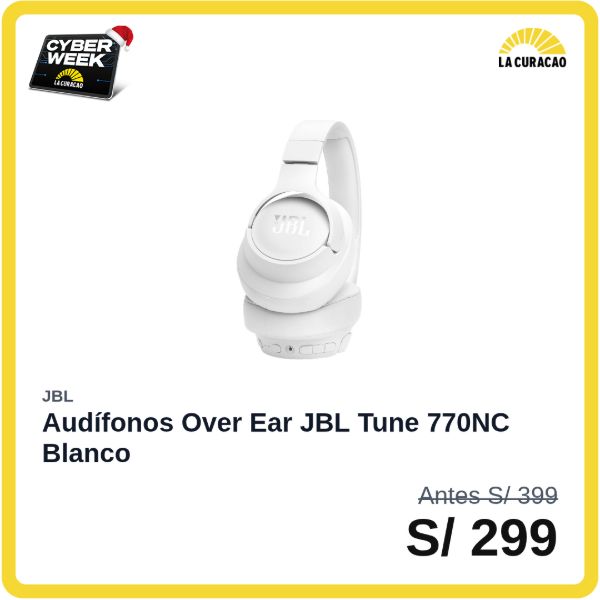 CYBER
WEEK
LA CURACAO
LA CURACAO
JBL
JBL
Audífonos Over Ear JBL Tune 770NC
Blanco
Antes S/ 399
S/ 299